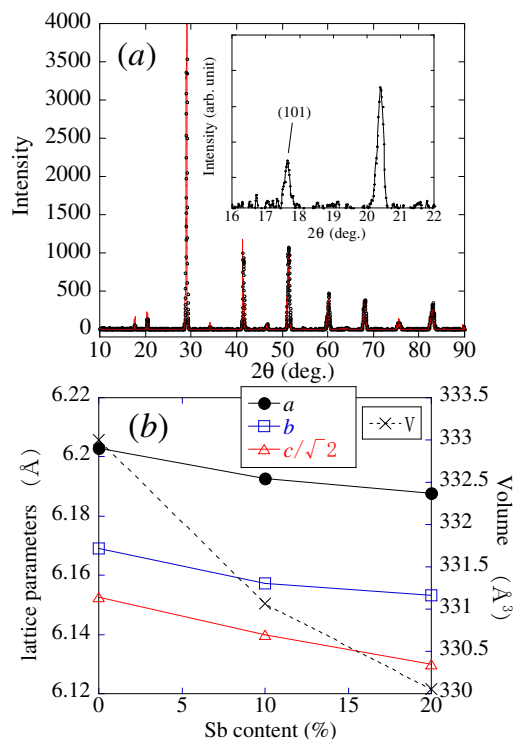 (a)
Intensity
4000
3500
3000
2500
2000
1500
1000
500
0
10 20 30 40 50 60 70 80 90
2θ (deg.)
Intensity (arb. unit)
(101)
16 17 18 19 20 21 22
2θ (deg.)
(b)
a
b
c/√2
V
lattice parameters (Å)
6.22
6.2
6.18
6.16
6.14
6.12
Volume (Å³)
333.5
333
332.5
332
331.5
331
330.5
330
0 5 10 15 20
Sb content (%)